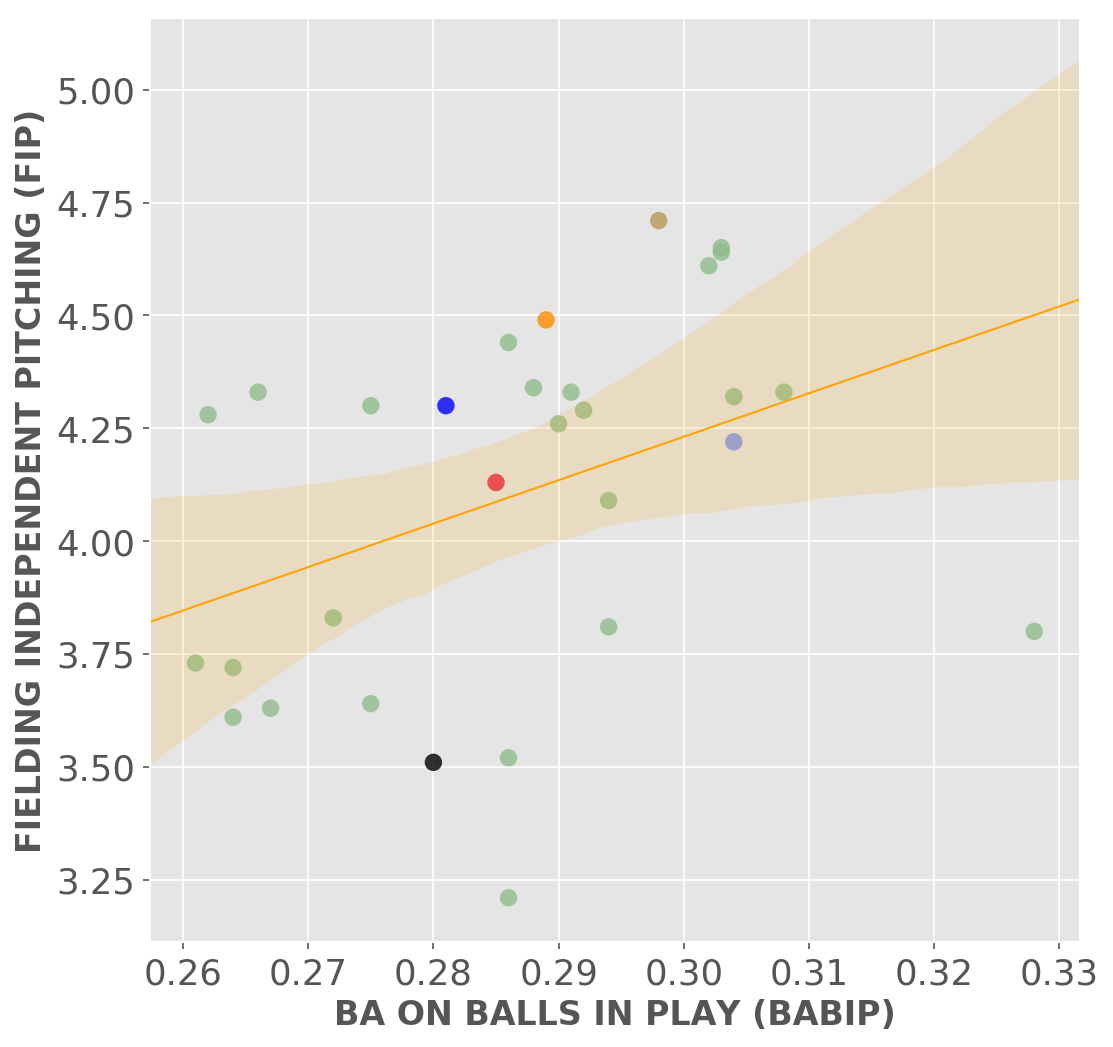 FIELDING INDEPENDENT PITCHING (FIP)
5.00
4.75
4.50
4.25
4.00
3.75
3.50
3.25
0.26 0.27 0.28 0.29 0.30 0.31 0.32 0.33
BA ON BALLS IN PLAY (BABIP)